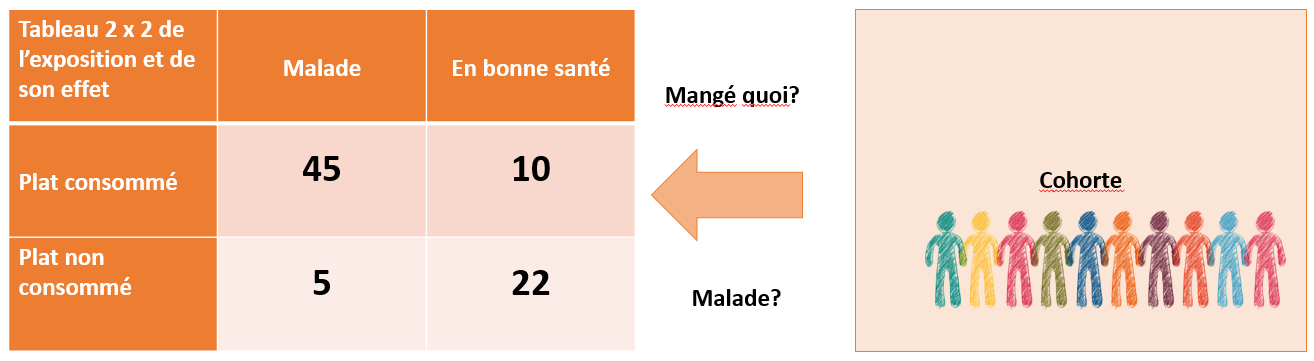 Tableau 2 x 2 de
l’exposition et de
son effet
Malade
En bonne santé
Plat consommé
45
10
Plat non
consommé
5
22
Mangé quoi?
Malade?
Cohorte